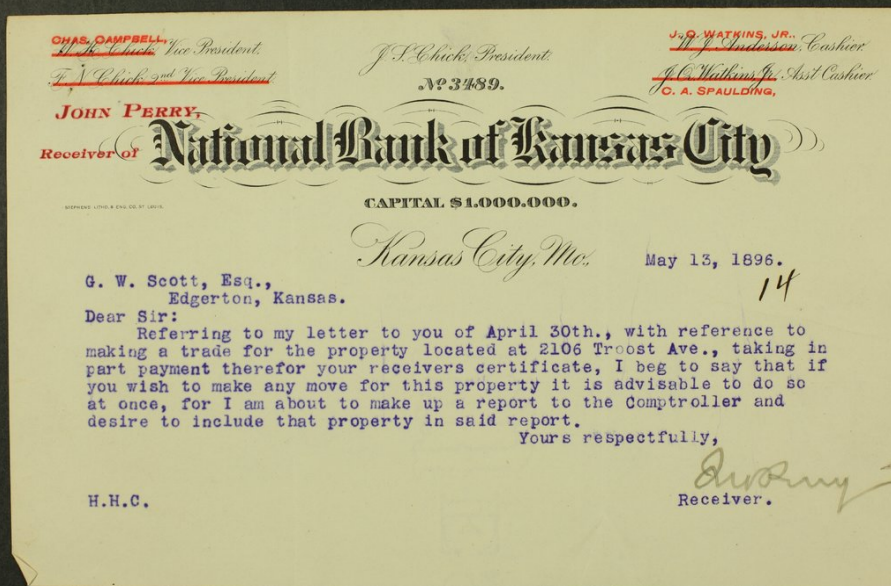 CHAS. CAMPBELL,
W. H. Chick, Vice President.
F. N. Chick, 2nd Vice President.
J. S. Chick, President.
J. Q. WATKINS, JR.,
W. J. Anderson, Cashier.
J. Q. Watkins, Jr. Ass't Cashier
C. A. SPAULDING,
No. 3489.
JOHN PERRY,
Receiver of National Bank of Kansas City
CAPITAL $1.000.000.
Kansas City, Mo., May 13, 1896.
14
G. W. Scott, Esq.,
Edgerton, Kansas.
Dear Sir:
Referring to my letter to you of April 30th., with reference to
making a trade for the property located at 2106 Troost Ave., taking in
part payment therefor your receivers certificate, I beg to say that if
you wish to make any move for this property it is advisable to do so
at once, for I am about to make up a report to the Comptroller and
desire to include that property in said report.
Yours respectfully,
H.H.C.
Receiver.